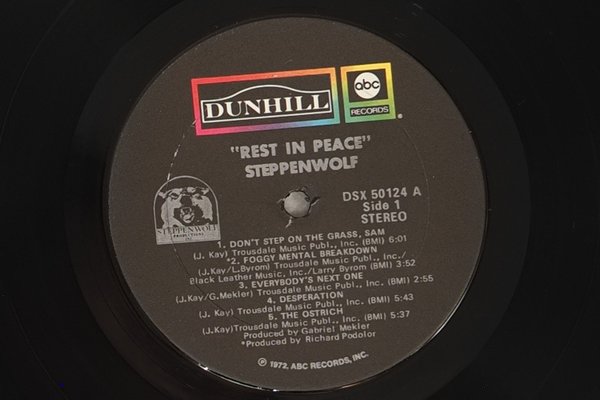 DUNHILL
abc
RECORDS
"REST IN PEACE"
STEPPENWOLF
DSX 50124 A
Side 1
STEREO
STEPPENWOLF
PRODUCTIONS
1. DON'T STEP ON THE GRASS, SAM
(J. Kay) Trousdale Music Publ., Inc. (BMI) 6:01
*2. FOGGY MENTAL BREAKDOWN
(J.Kay/L.Byrom) Trousdale Music Publ., Inc./
Black Leather Music, Inc./Larry Byrom (BMI) 3:52
3. EVERYBODY'S NEXT ONE
(J.Kay/G.Mekler) Trousdale Music Publ., Inc. (BMI) 2:55
4. DESPERATION
(J. Kay) Trousdale Music Publ., Inc. (BMI) 5:43
5. THE OSTRICH
(J.Kay)Trousdale Music Publ., Inc. (BMI) 5:37
Produced by Gabriel Mekler
*Produced by Richard Podolor
℗ 1972, ABC RECORDS, INC.